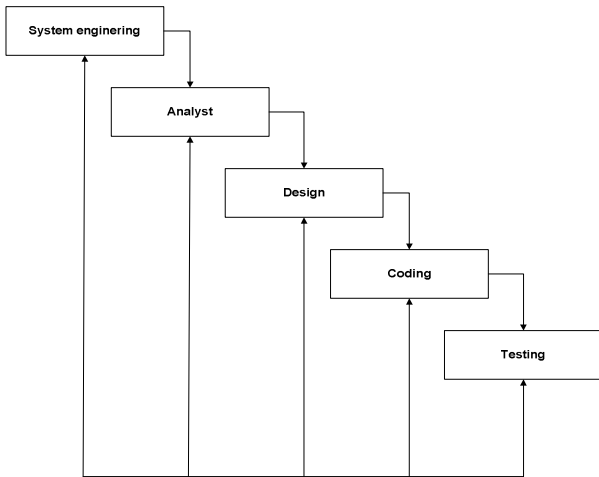 System enginering
Analyst
Design
Coding
Testing